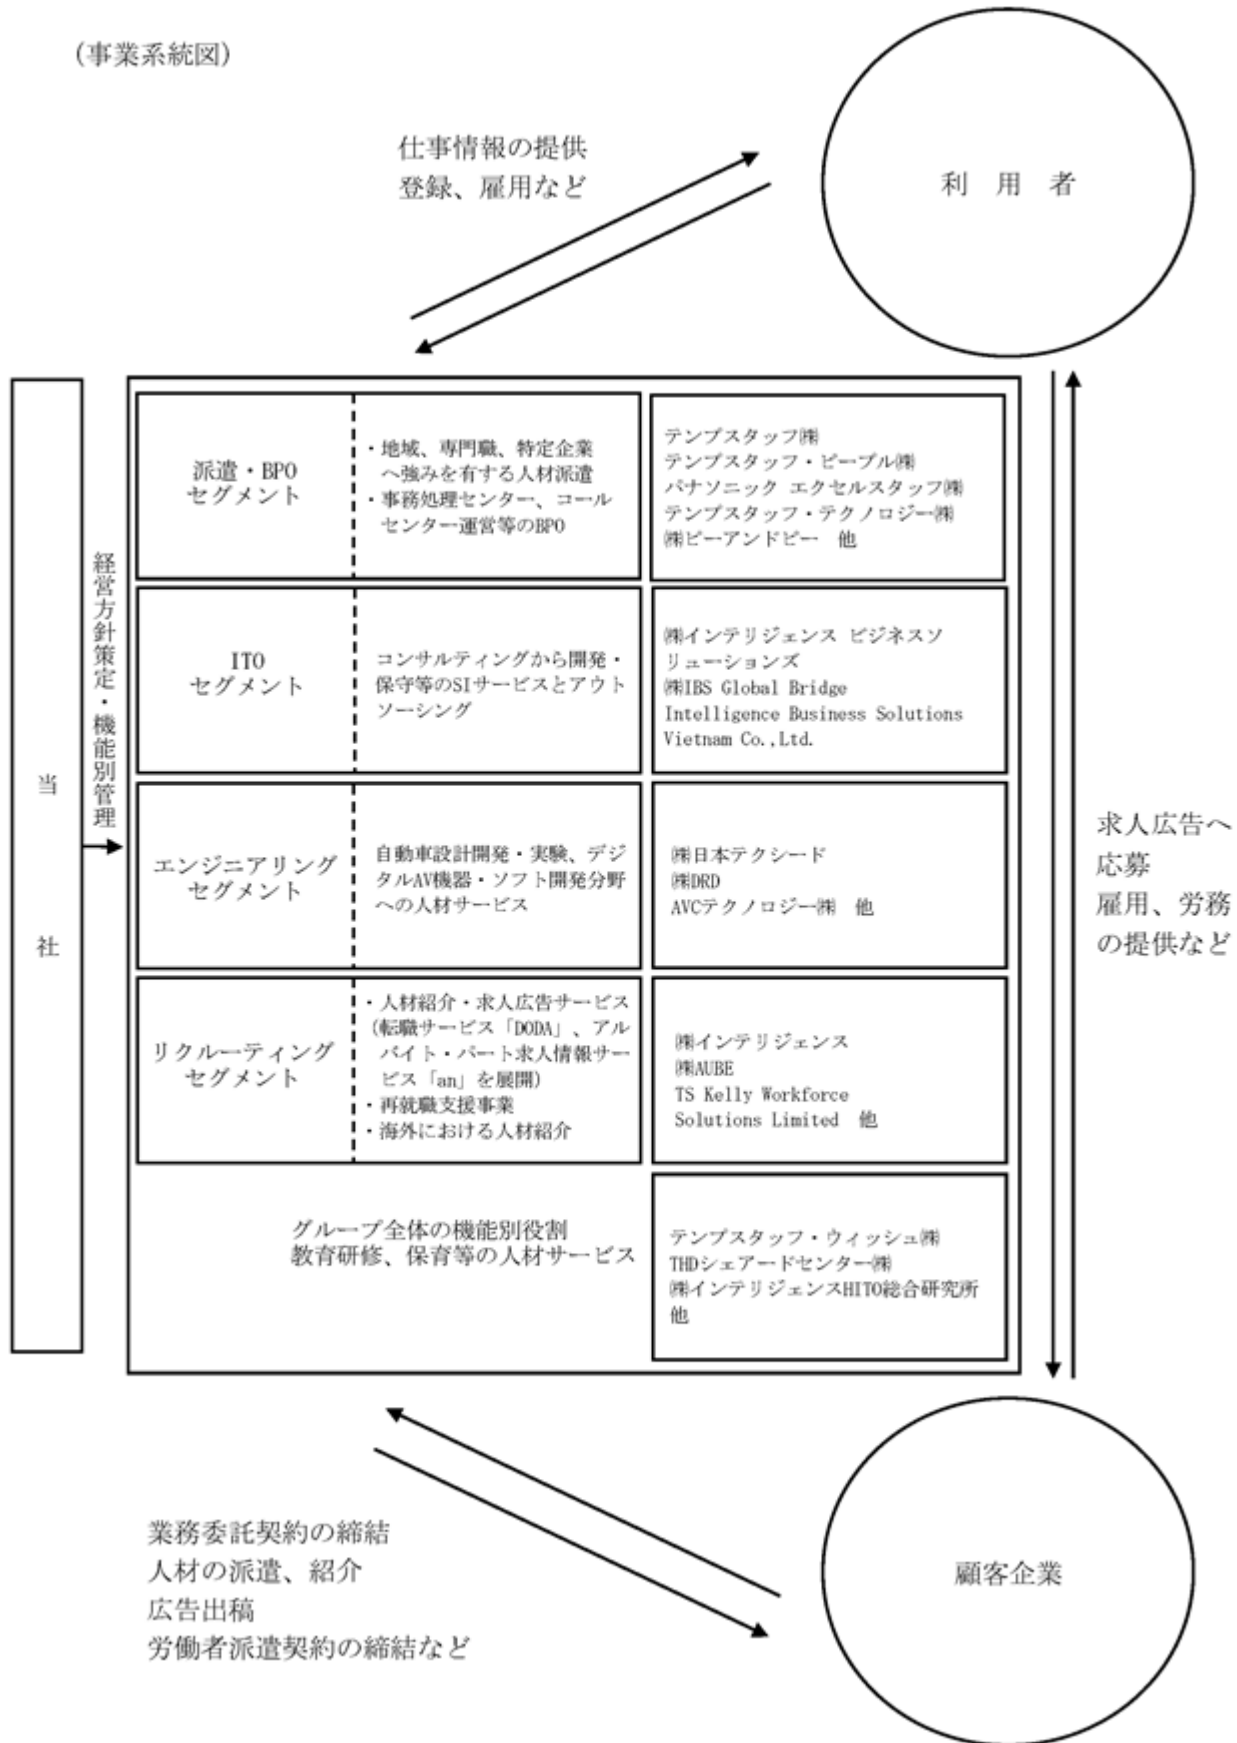 (事業系統図)
仕事情報の提供
登録、雇用など
利　用　者
当
社
経営方針策定・機能別管理
派遣・BPO
セグメント
・地域、専門職、特定企業
へ強みを有する人材派遣
・事務処理センター、コール
センター運営等のBPO
テンプスタッフ㈱
テンプスタッフ・ピープル㈱
パナソニック エクセルスタッフ㈱
テンプスタッフ・テクノロジー㈱
㈱ピーアンドピー　他
ITO
セグメント
コンサルティングから開発・
保守等のSIサービスとアウト
ソーシング
㈱インテリジェンス ビジネスソ
リューションズ
㈱IBS Global Bridge
Intelligence Business Solutions
Vietnam Co.,Ltd.
エンジニアリング
セグメント
自動車設計開発・実験、デジ
タルAV機器・ソフト開発分野
への人材サービス
㈱日本テクシード
㈱DRD
AVCテクノロジー㈱　他
リクルーティング
セグメント
・人材紹介・求人広告サービス
(転職サービス「DODA」、アル
バイト・パート求人情報サー
ビス「an」を展開)
・再就職支援事業
・海外における人材紹介
㈱インテリジェンス
㈱AUBE
TS Kelly Workforce
Solutions Limited　他
グループ全体の機能別役割
教育研修、保育等の人材サービス
テンプスタッフ・ウィッシュ㈱
THDシェアードセンター㈱
㈱インテリジェンスHITO総合研究所
他
求人広告へ
応募
雇用、労務
の提供など
業務委託契約の締結
人材の派遣、紹介
広告出稿
労働者派遣契約の締結など
顧客企業